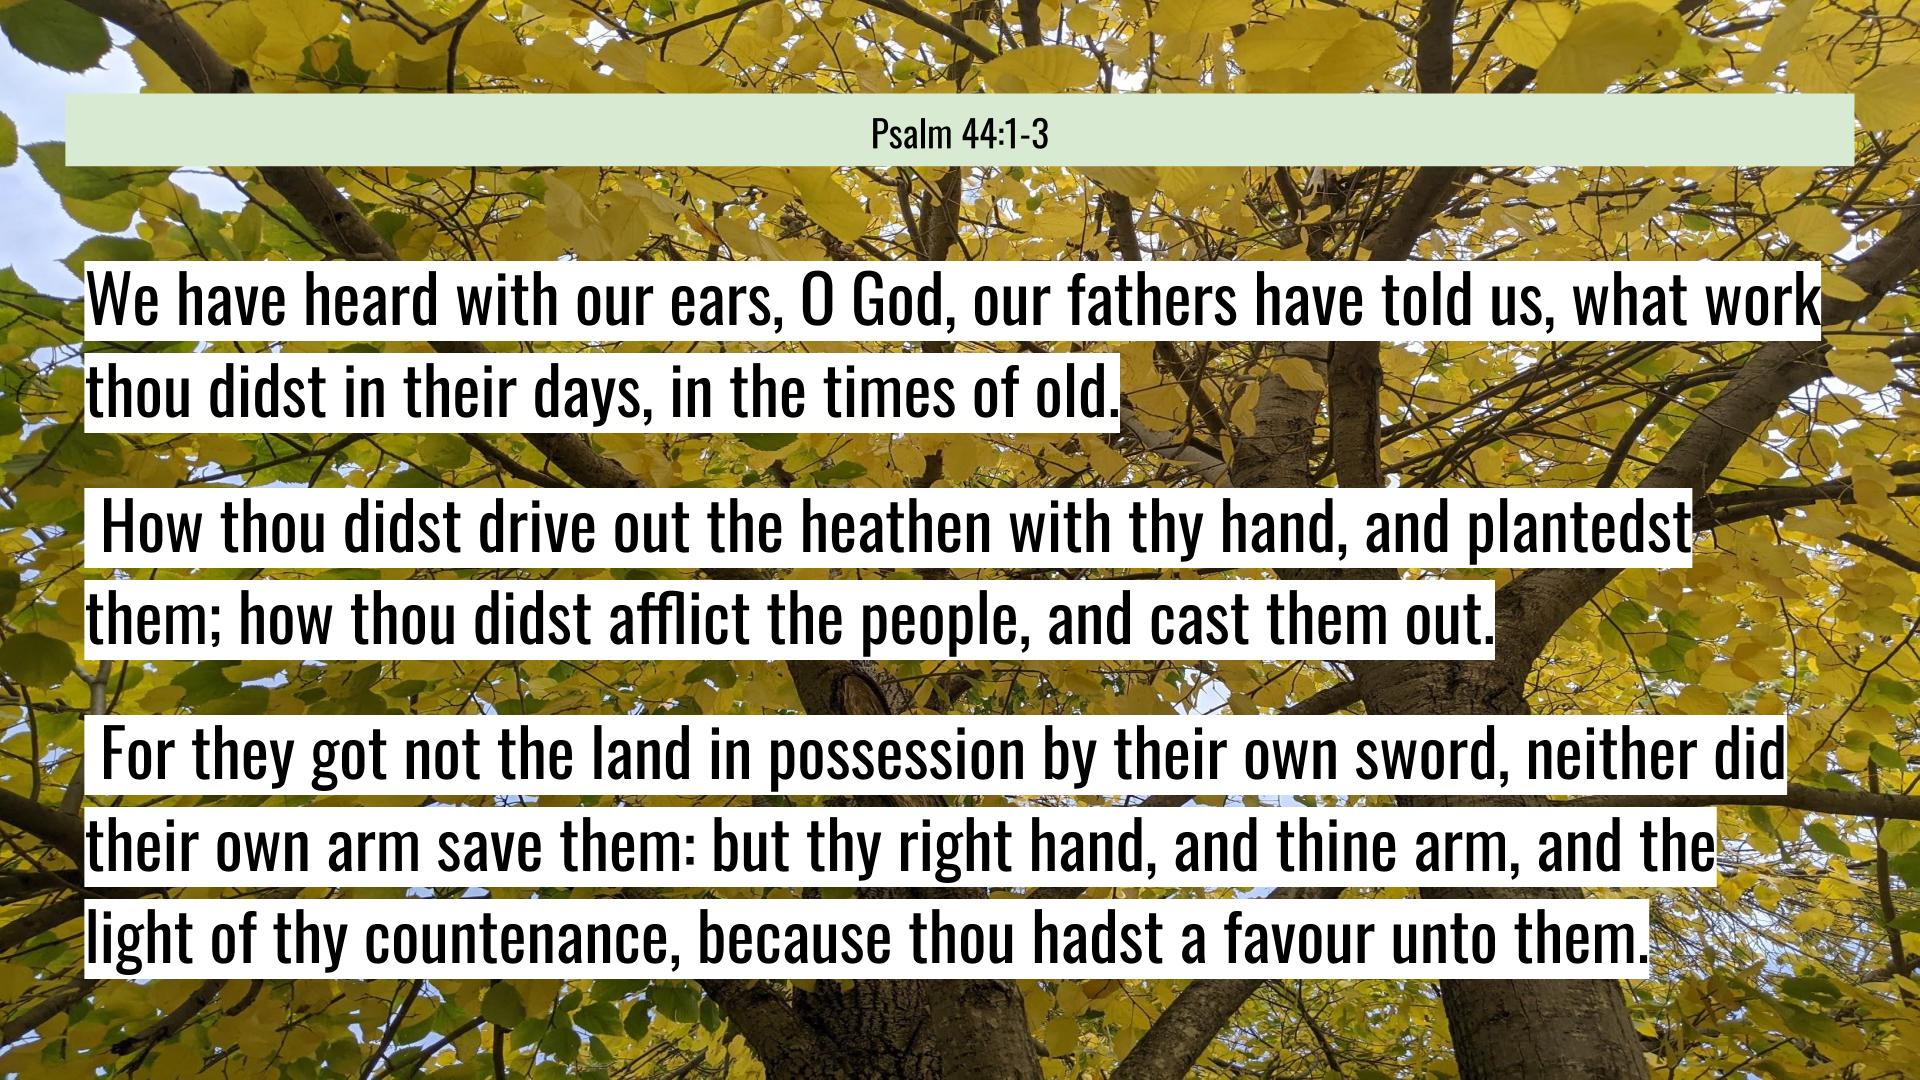 Psalm 44:1-3
We have heard with our ears, O God, our fathers have told us, what work
thou didst in their days, in the times of old.
How thou didst drive out the heathen with thy hand, and plantedst
them; how thou didst afflict the people, and cast them out.
For they got not the land in possession by their own sword, neither did
their own arm save them: but thy right hand, and thine arm, and the
light of thy countenance, because thou hadst a favour unto them.